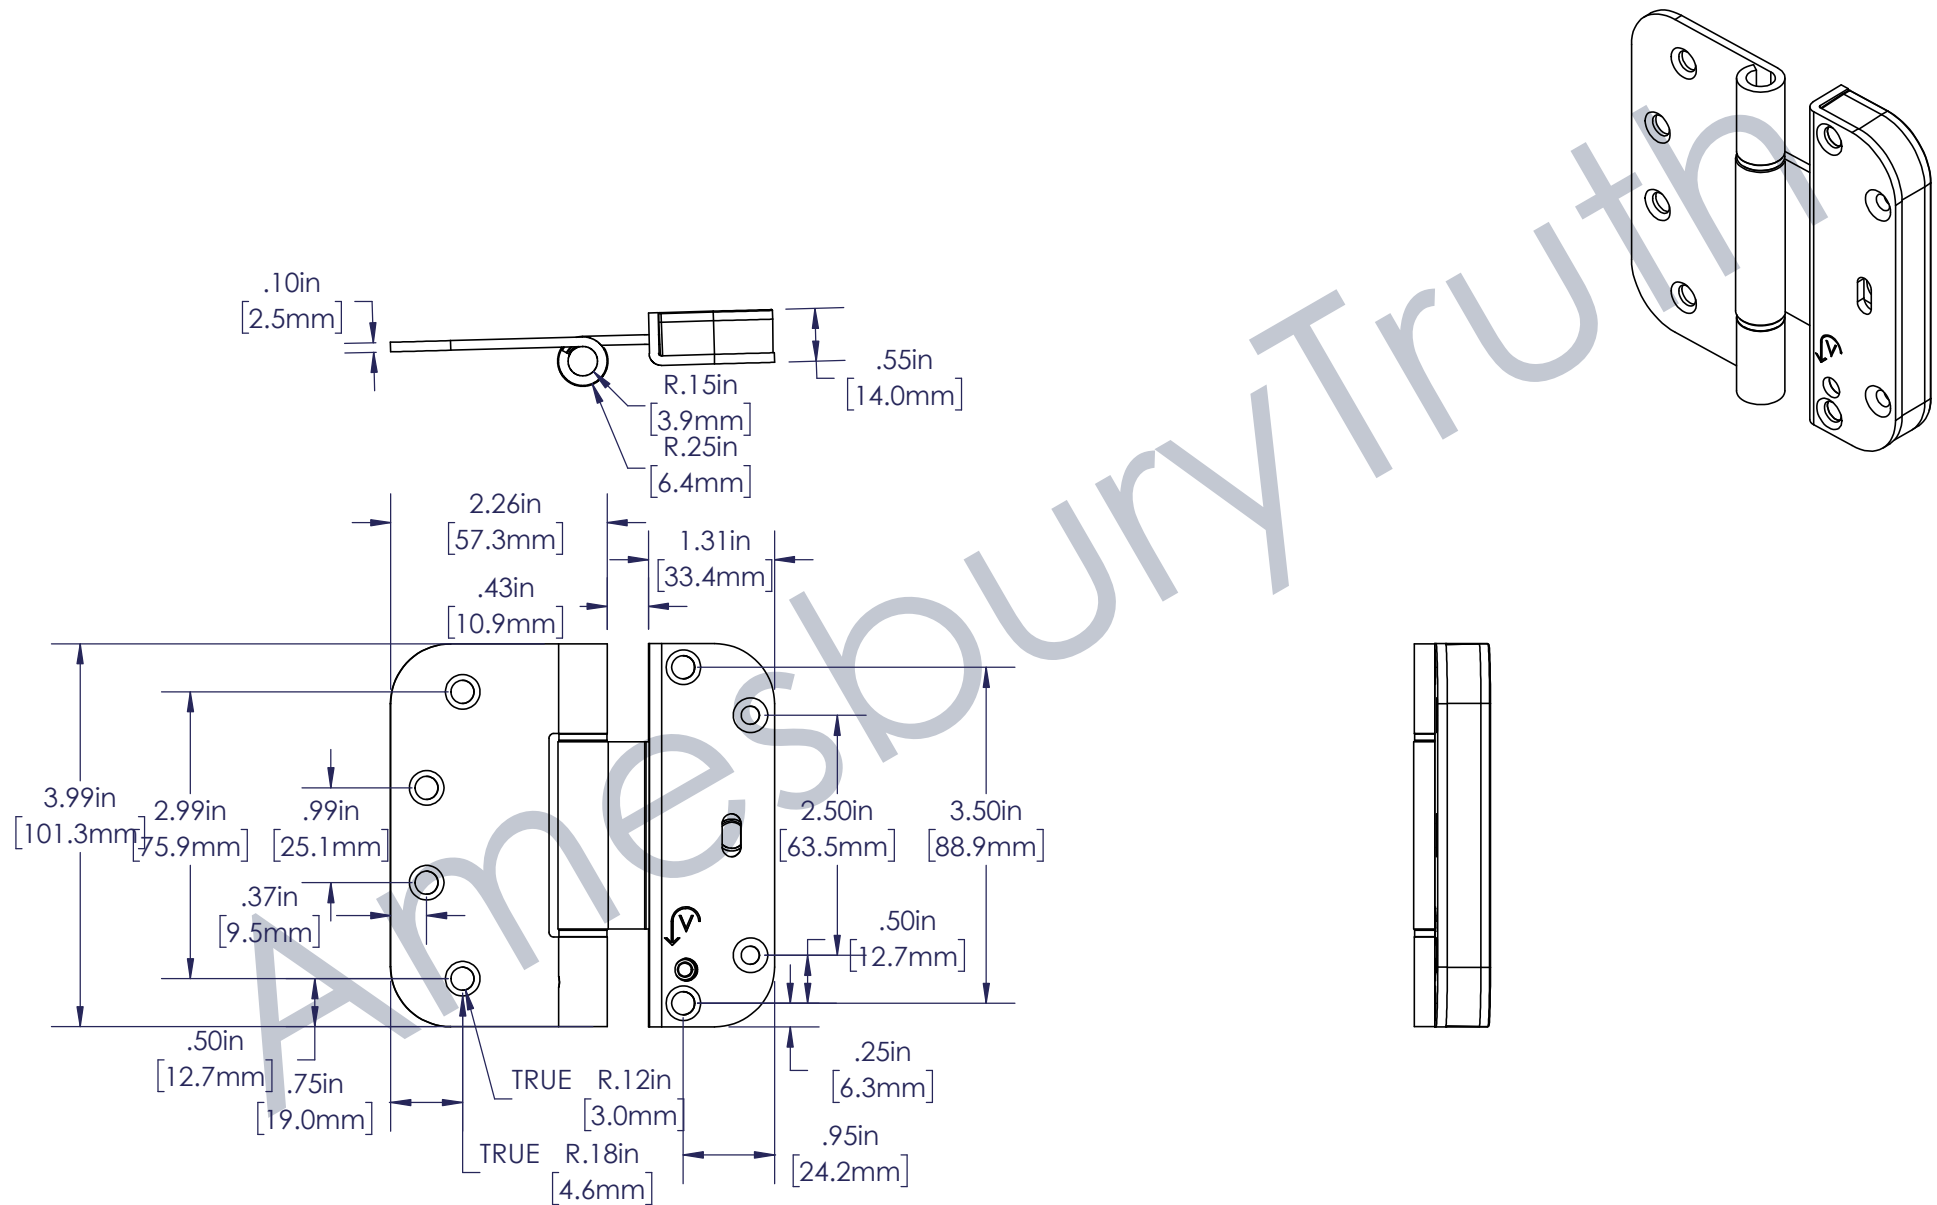 .10in
[2.5mm]
.55in
[14.0mm]
R.15in
[3.9mm]
R.25in
[6.4mm]
2.26in
[57.3mm]
1.31in
[33.4mm]
.43in
[10.9mm]
3.99in
[101.3mm]
2.99in
[75.9mm]
.99in
[25.1mm]
2.50in
[63.5mm]
3.50in
[88.9mm]
.37in
[9.5mm]
V
V
.50in
[12.7mm]
.50in
[12.7mm]
.75in
[19.0mm]
TRUE R.12in
[3.0mm]
TRUE R.18in
[4.6mm]
.25in
[6.3mm]
.95in
[24.2mm]
AmesburyTruth